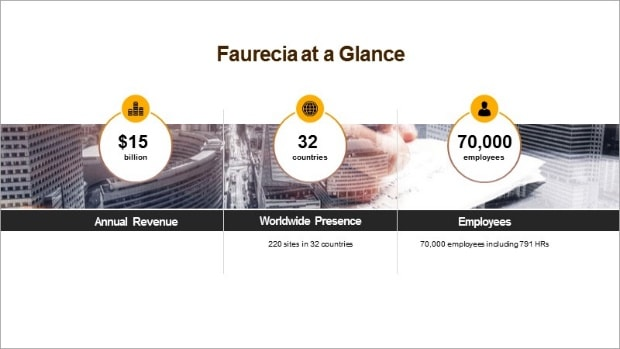 Faurecia at a Glance
$15
billion
32
countries
70,000
employees
Annual Revenue
Worldwide Presence
Employees
220 sites in 32 countries
70,000 employees including 791 HRs